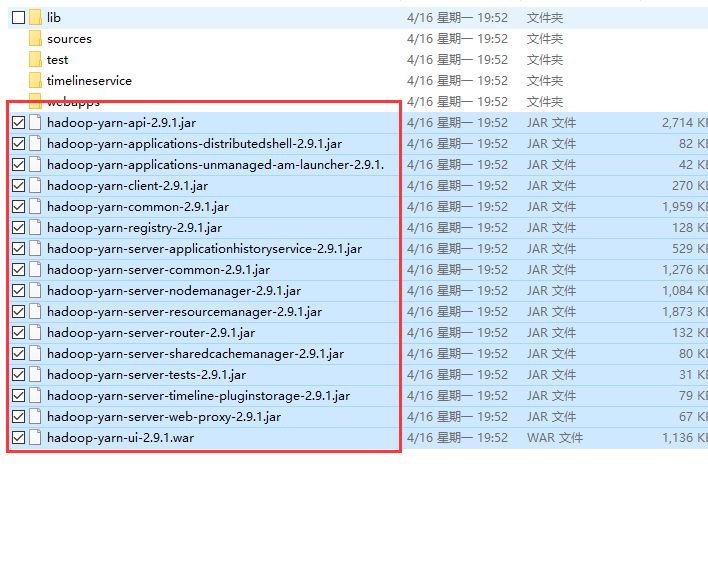 lib 4/16 星期一 19:52 文件夹
sources 4/16 星期一 19:52 文件夹
test 4/16 星期一 19:52 文件夹
timelineservice 4/16 星期一 19:52 文件夹
webapps 4/16 星期一 19:52 文件夹
hadoop-yarn-api-2.9.1.jar 4/16 星期一 19:52 JAR 文件 2,714 KB
hadoop-yarn-applications-distributedshell-2.9.1.jar 4/16 星期一 19:52 JAR 文件 82 KB
hadoop-yarn-applications-unmanaged-am-launcher-2.9.1. 4/16 星期一 19:52 JAR 文件 42 KB
hadoop-yarn-client-2.9.1.jar 4/16 星期一 19:52 JAR 文件 270 KB
hadoop-yarn-common-2.9.1.jar 4/16 星期一 19:52 JAR 文件 1,959 KB
hadoop-yarn-registry-2.9.1.jar 4/16 星期一 19:52 JAR 文件 128 KB
hadoop-yarn-server-applicationhistoryservice-2.9.1.jar 4/16 星期一 19:52 JAR 文件 529 KB
hadoop-yarn-server-common-2.9.1.jar 4/16 星期一 19:52 JAR 文件 1,276 KB
hadoop-yarn-server-nodemanager-2.9.1.jar 4/16 星期一 19:52 JAR 文件 1,084 KB
hadoop-yarn-server-resourcemanager-2.9.1.jar 4/16 星期一 19:52 JAR 文件 1,873 KB
hadoop-yarn-server-router-2.9.1.jar 4/16 星期一 19:52 JAR 文件 132 KB
hadoop-yarn-server-sharedcachemanager-2.9.1.jar 4/16 星期一 19:52 JAR 文件 80 KB
hadoop-yarn-server-tests-2.9.1.jar 4/16 星期一 19:52 JAR 文件 31 KB
hadoop-yarn-server-timeline-pluginstorage-2.9.1.jar 4/16 星期一 19:52 JAR 文件 79 KB
hadoop-yarn-server-web-proxy-2.9.1.jar 4/16 星期一 19:52 JAR 文件 67 KB
hadoop-yarn-ui-2.9.1.war 4/16 星期一 19:52 WAR 文件 1,136 KB